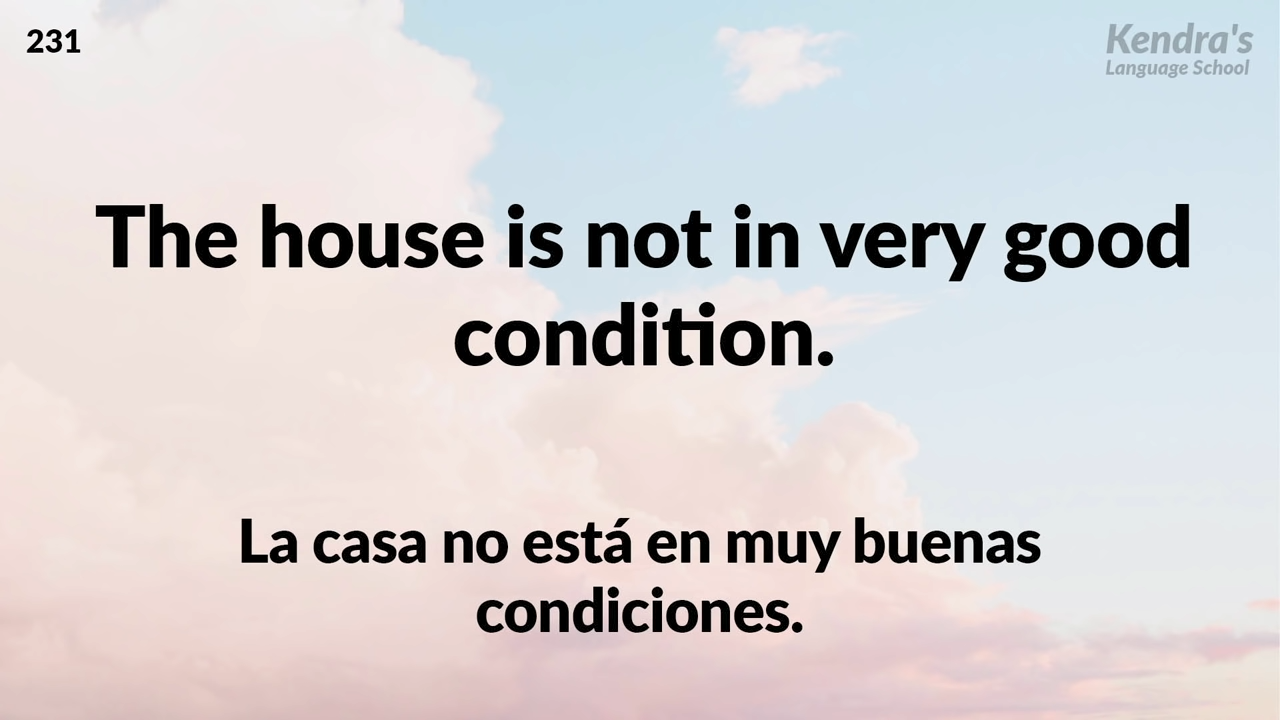 231
Kendra's
Language School
The house is not in very good
condition.
La casa no está en muy buenas
condiciones.